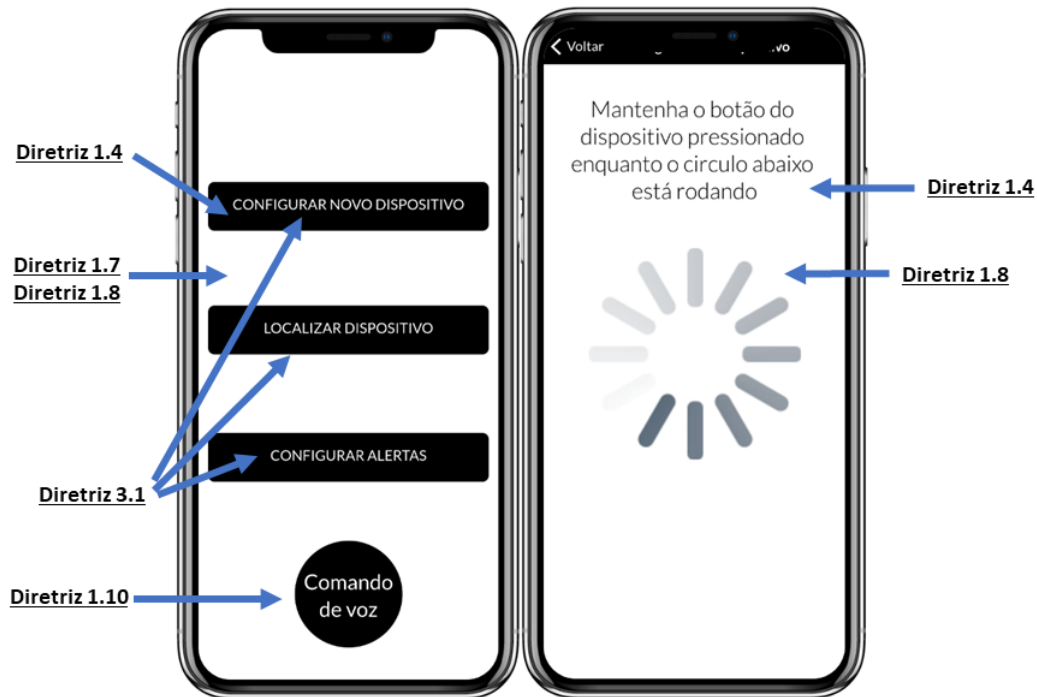 Diretriz 1.4
CONFIGURAR NOVO DISPOSITIVO
Diretriz 1.7
Diretriz 1.8
LOCALIZAR DISPOSITIVO
CONFIGURAR ALERTAS
Diretriz 3.1
Diretriz 1.10
Comando
de voz
Voltar
Mantenha o botão do
dispositivo pressionado
enquanto o circulo abaixo
está rodando
Diretriz 1.4
Diretriz 1.8